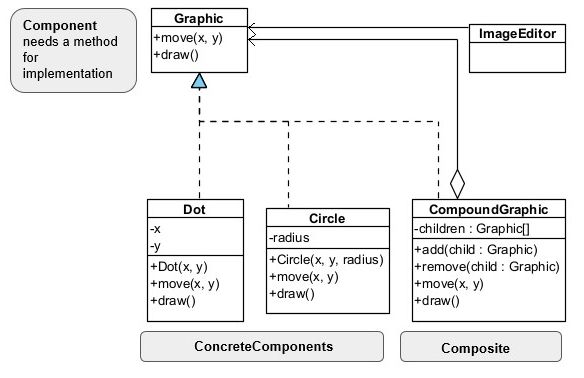 Component
needs a method
for
implementation
Graphic
+move(x, y)
+draw()
ImageEditor
Dot
-x
-y
+Dot(x, y)
+move(x, y)
+draw()
Circle
-radius
+Circle(x, y, radius)
+move(x, y)
+draw()
CompoundGraphic
-children : Graphic[]
+add(child : Graphic)
+remove(child : Graphic)
+move(x, y)
+draw()
ConcreteComponents
Composite